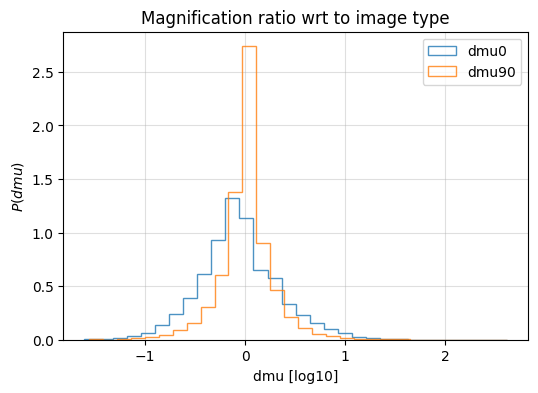 Magnification ratio wrt to image type
dmu0
dmu90
P(dmu)
2.5
2.0
1.5
1.0
0.5
0.0
−1
0
1
2
dmu [log10]